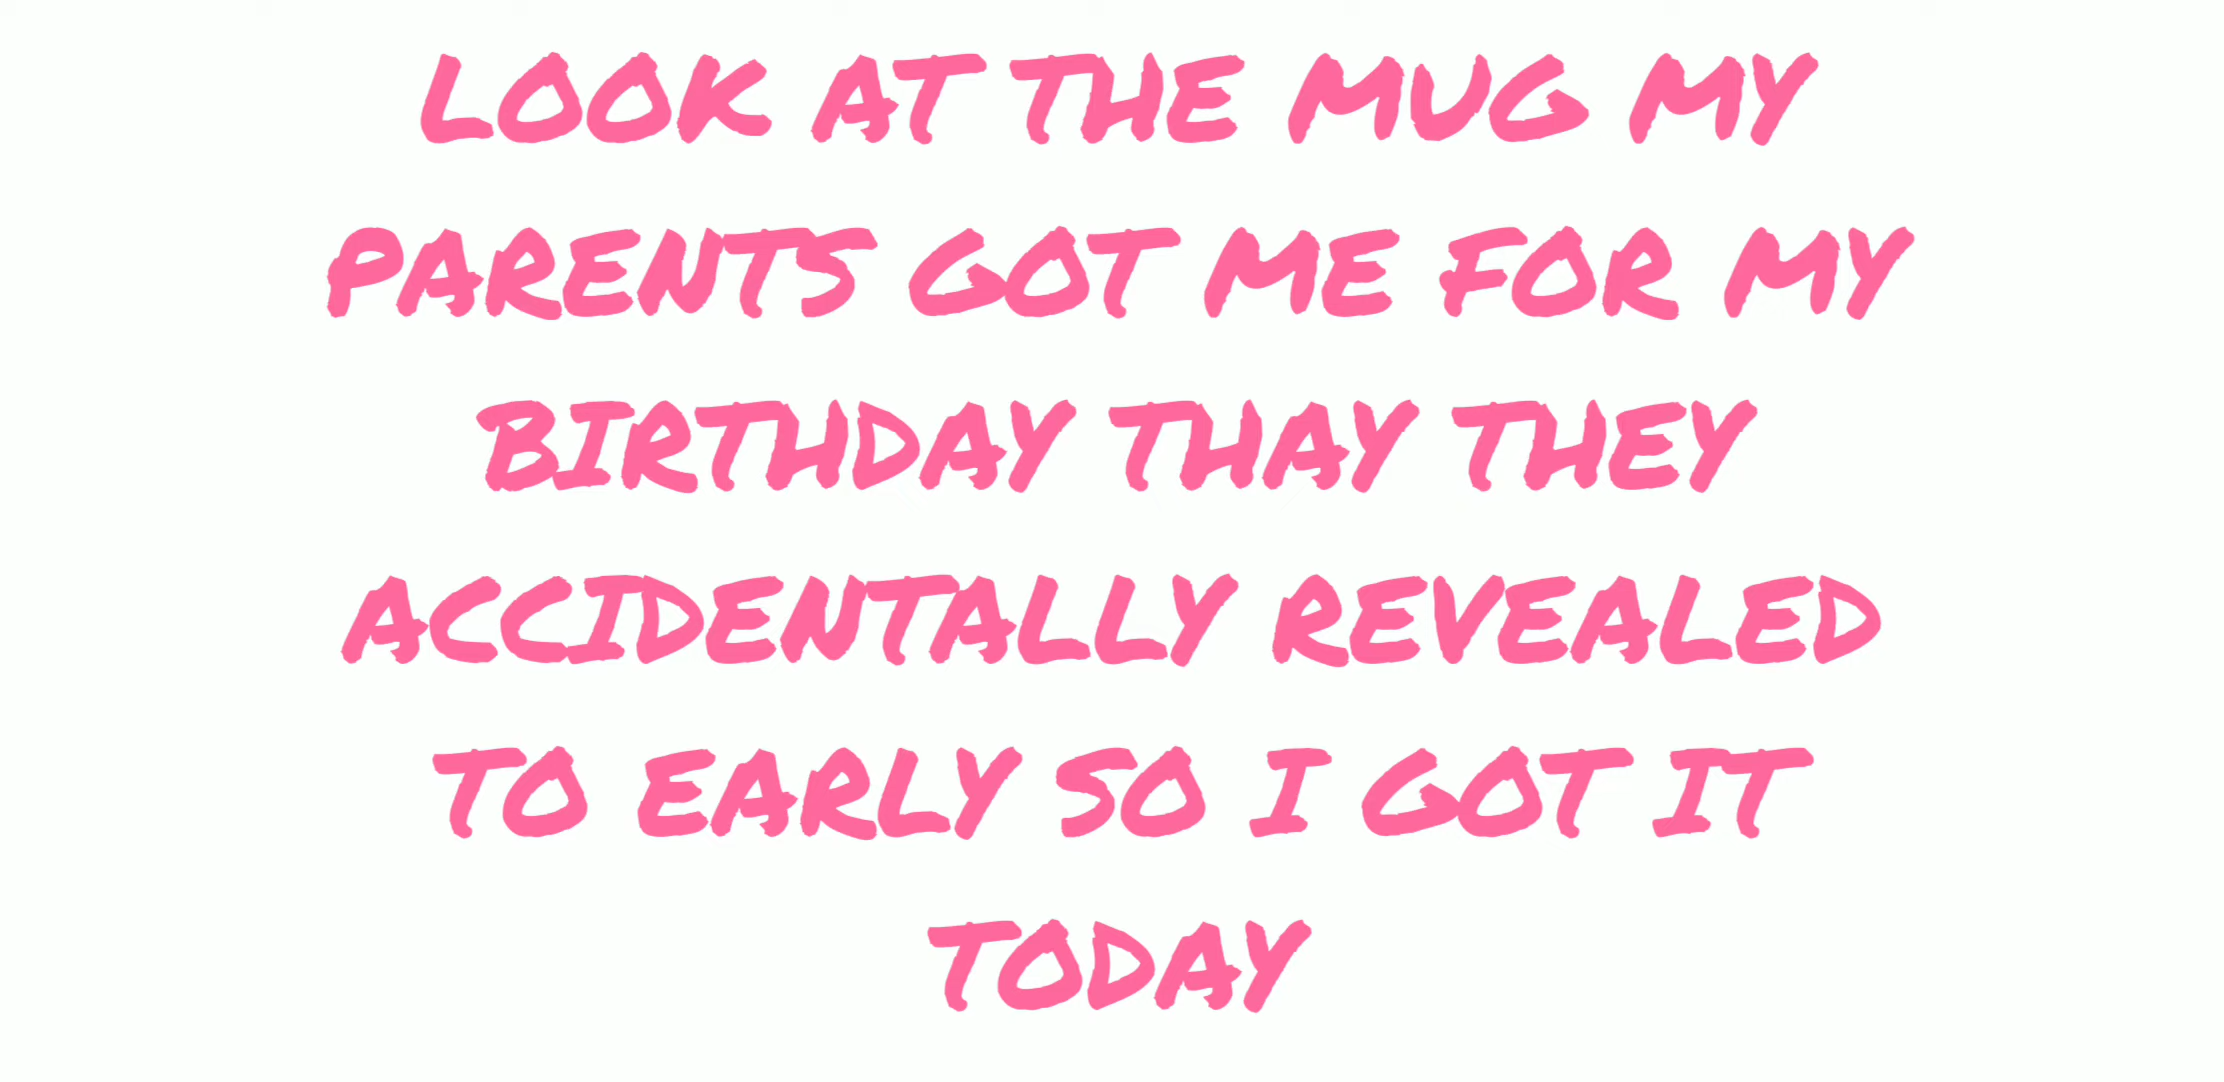 LOOK AT THE MUG MY
PARENTS GOT ME FOR MY
BIRTHDAY THAY THEY
ACCIDENTALLY REVEALED
TO EARLY SO I GOT IT
TODAY